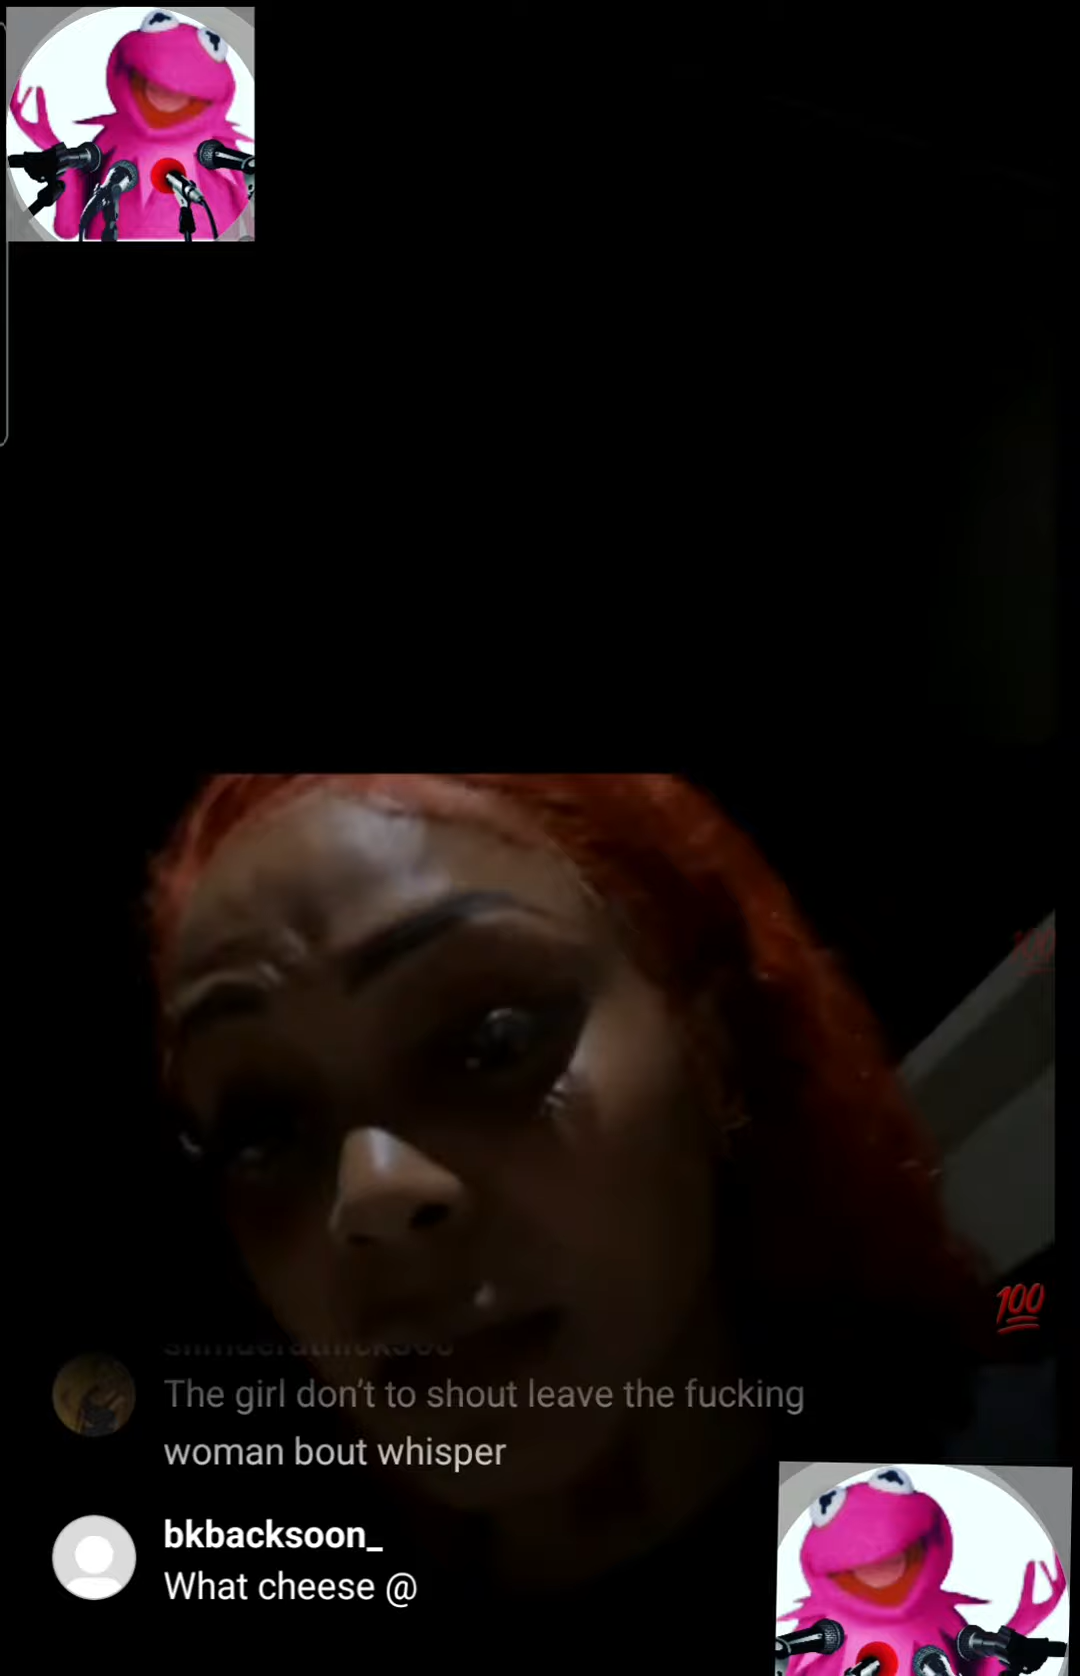 100
The girl don't to shout leave the fucking
woman bout whisper
bkbacksoon_
What cheese @